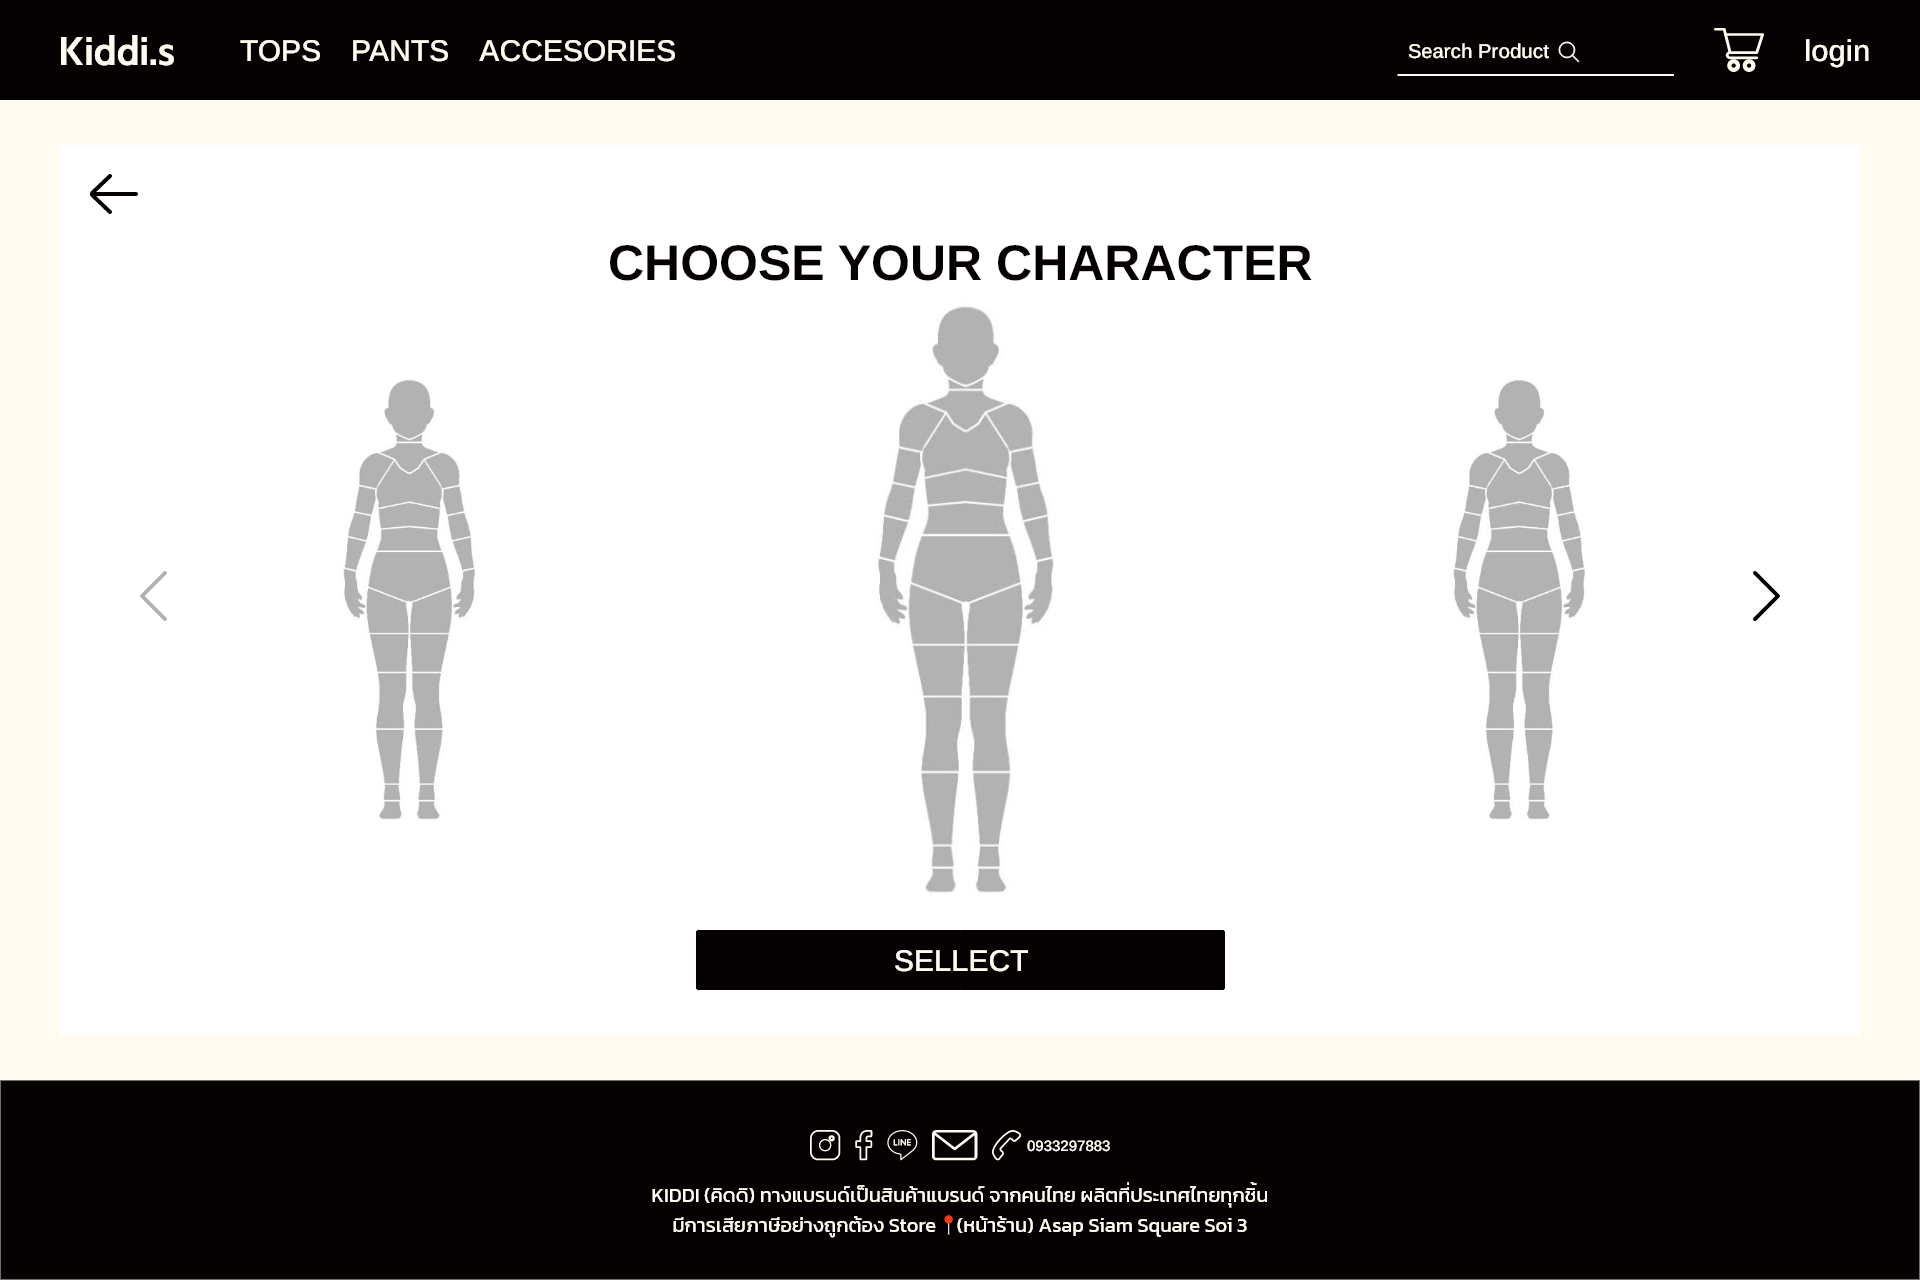 Kiddi.s
TOPS PANTS ACCESORIES
Search Product
login
CHOOSE YOUR CHARACTER
SELLECT
LINE
0933297883
KIDDI (คิดดิ) ทางแบรนด์เป็นสินค้าแบรนด์ จากคนไทย ผลิตที่ประเทศไทยทุกชิ้น
มีการเสียภาษีอย่างถูกต้อง Store 📍(หน้าร้าน) Asap Siam Square Soi 3